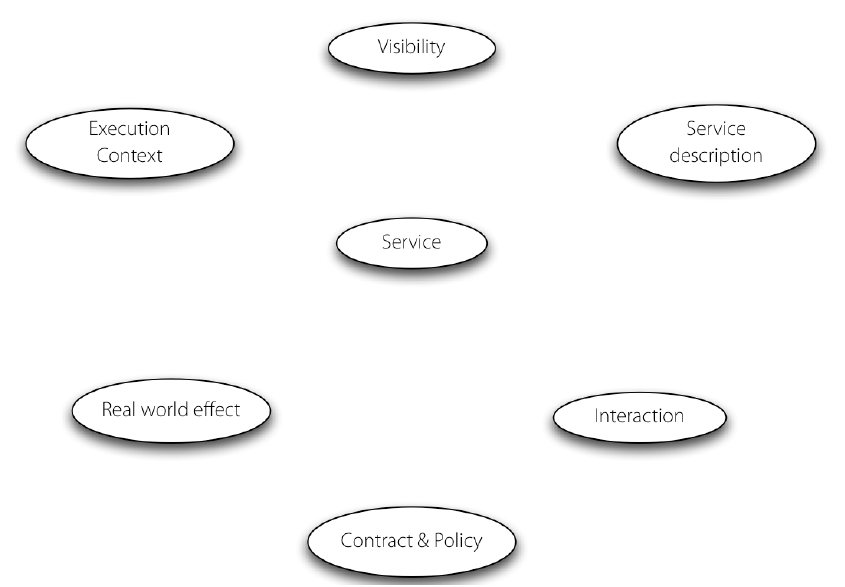 Visibility
Execution
Context
Service
description
Service
Real world effect
Interaction
Contract & Policy